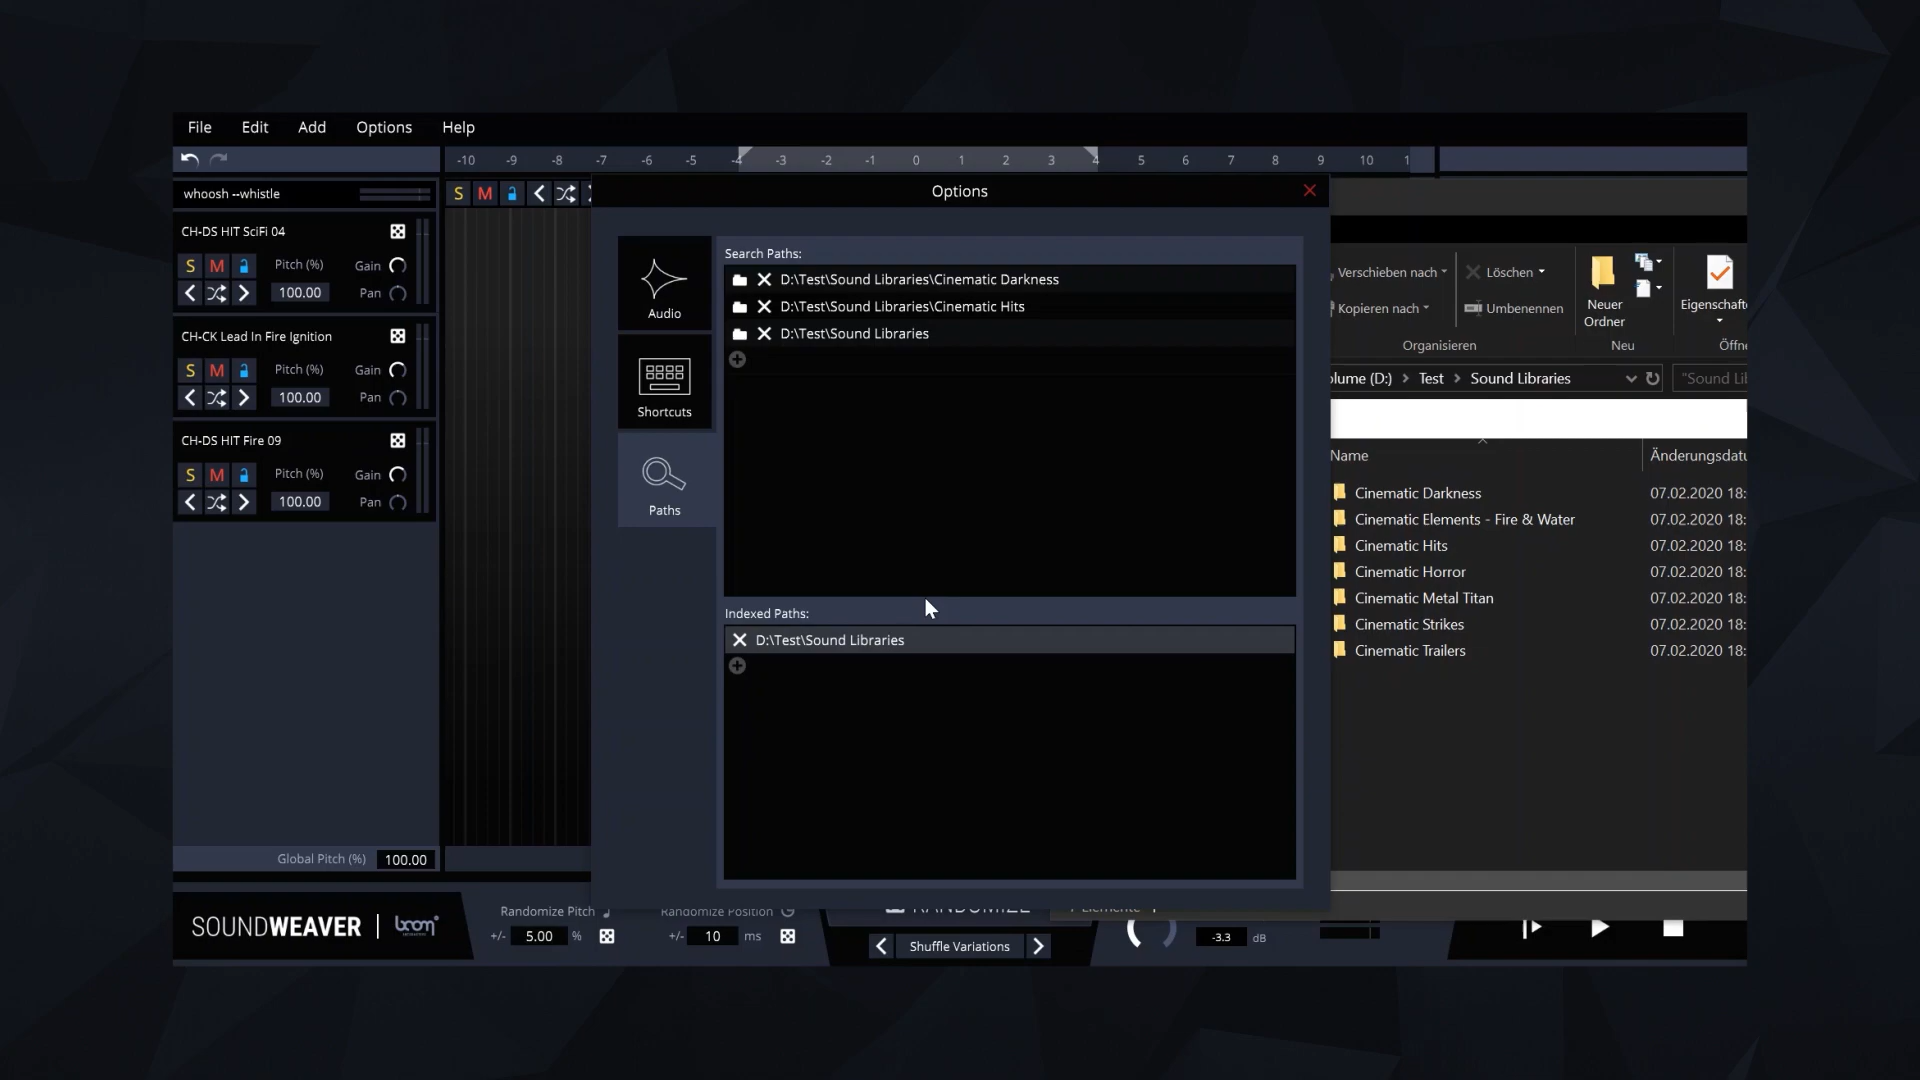 File Edit Add Options Help
-10 -9 -8 -7 -6 -5 -4 -3 -2 -1 0 1 2 3 4 5 6 7 8 9 10 1
whoosh --whistle
S M
Options
CH-DS HIT SciFi 04
S M Pitch (%) Gain
100.00 Pan
CH-CK Lead In Fire Ignition
S M Pitch (%) Gain
100.00 Pan
CH-DS HIT Fire 09
S M Pitch (%) Gain
100.00 Pan
Global Pitch (%) 100.00
Audio
Shortcuts
Paths
Search Paths:
D:\Test\Sound Libraries\Cinematic Darkness
D:\Test\Sound Libraries\Cinematic Hits
D:\Test\Sound Libraries
Indexed Paths:
D:\Test\Sound Libraries
Verschieben nach
Löschen
Kopieren nach
Umbenennen
Neuer
Ordner
Eigenschaft
Organisieren
Neu
Öffn
olume (D:) > Test > Sound Libraries
"Sound Li
Name
Änderungsdatu
Cinematic Darkness 07.02.2020 18:
Cinematic Elements - Fire & Water 07.02.2020 18:
Cinematic Hits 07.02.2020 18:
Cinematic Horror 07.02.2020 18:
Cinematic Metal Titan 07.02.2020 18:
Cinematic Strikes 07.02.2020 18:
Cinematic Trailers 07.02.2020 18:
SOUNDWEAVER | boom
Randomize Pitch
+/- 5.00 %
Randomize Position
+/- 10 ms
RANDOMIZE
7 Elemente
Shuffle Variations
-3.3 dB